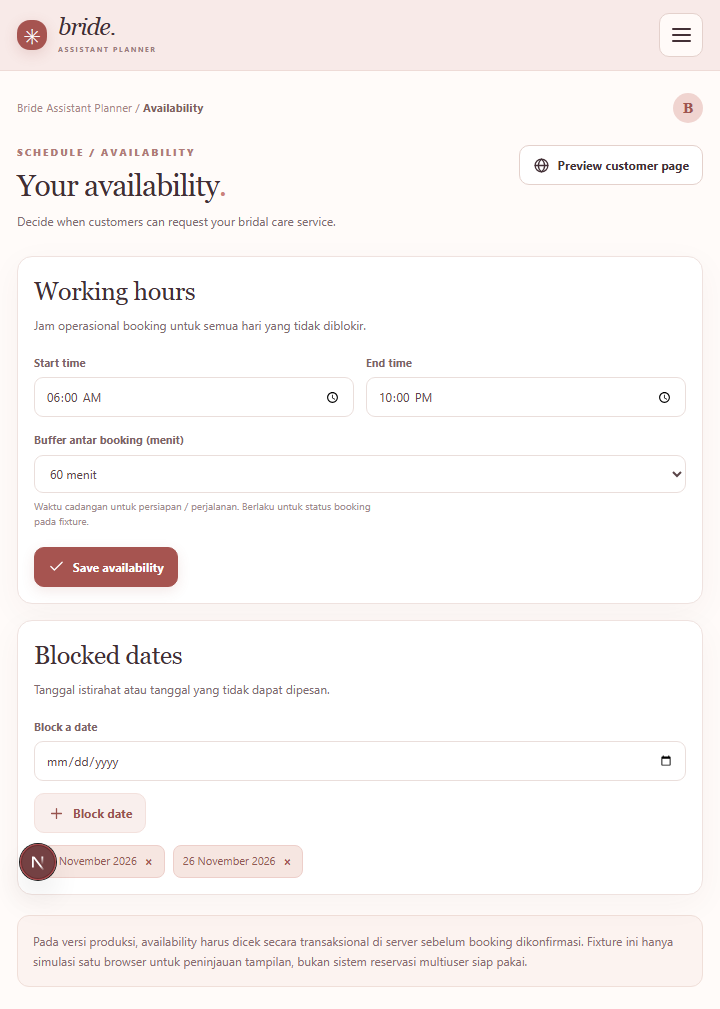 bride.
ASSISTANT PLANNER
Bride Assistant Planner / Availability
B
SCHEDULE / AVAILABILITY
Your availability.
Preview customer page
Decide when customers can request your bridal care service.
Working hours
Jam operasional booking untuk semua hari yang tidak diblokir.
Start time
End time
06:00 AM
10:00 PM
Buffer antar booking (menit)
60 menit
Waktu cadangan untuk persiapan / perjalanan. Berlaku untuk status booking
pada fixture.
Save availability
Blocked dates
Tanggal istirahat atau tanggal yang tidak dapat dipesan.
Block a date
mm/dd/yyyy
Block date
N
November 2026 ×
26 November 2026 ×
Pada versi produksi, availability harus dicek secara transaksional di server sebelum booking dikonfirmasi. Fixture ini hanya
simulasi satu browser untuk peninjauan tampilan, bukan sistem reservasi multiuser siap pakai.